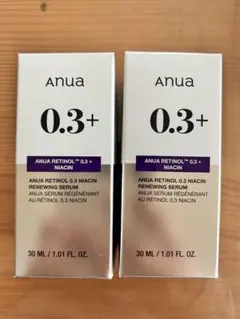 Anua
0.3+
ANUA RETINOL™ 0.3 +
NIACIN
ANUA RETINOL 0.3 NIACIN
RENEWING SERUM
ANUA SÉRUM RÉGÉNÉRANT
AU RÉTINOL 0.3 NIACIN
30 ML / 1.01 FL. OZ.
Anua
0.3+
ANUA RETINOL™ 0.3 +
NIACIN
ANUA RETINOL 0.3 NIACIN
RENEWING SERUM
ANUA SÉRUM RÉGÉNÉRANT
AU RÉTINOL 0.3 NIACIN
30 ML / 1.01 FL. OZ.